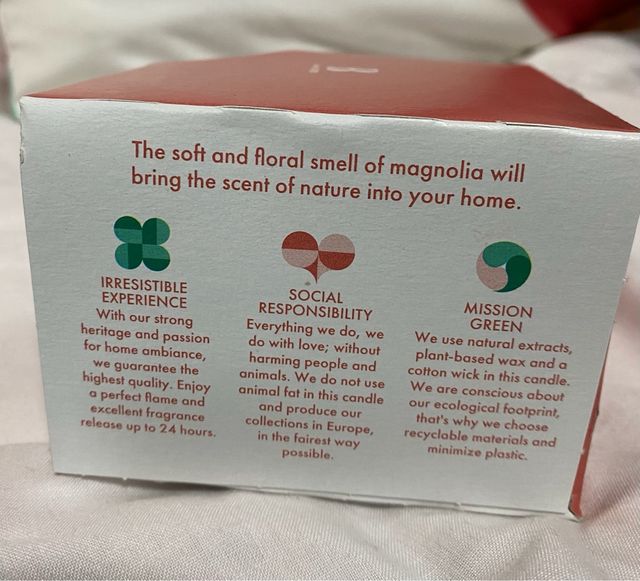 The soft and floral smell of magnolia will
bring the scent of nature into your home.
IRRESISTIBLE
EXPERIENCE
With our strong
heritage and passion
for home ambiance,
we guarantee the
highest quality. Enjoy
a perfect flame and
excellent fragrance
release up to 24 hours.
SOCIAL
RESPONSIBILITY
Everything we do, we
do with love; without
harming people and
animals. We do not use
animal fat in this candle
and produce our
collections in Europe,
in the fairest way
possible.
MISSION
GREEN
We use natural extracts,
plant-based wax and a
cotton wick in this candle.
We are conscious about
our ecological footprint,
that's why we choose
recyclable materials and
minimize plastic.